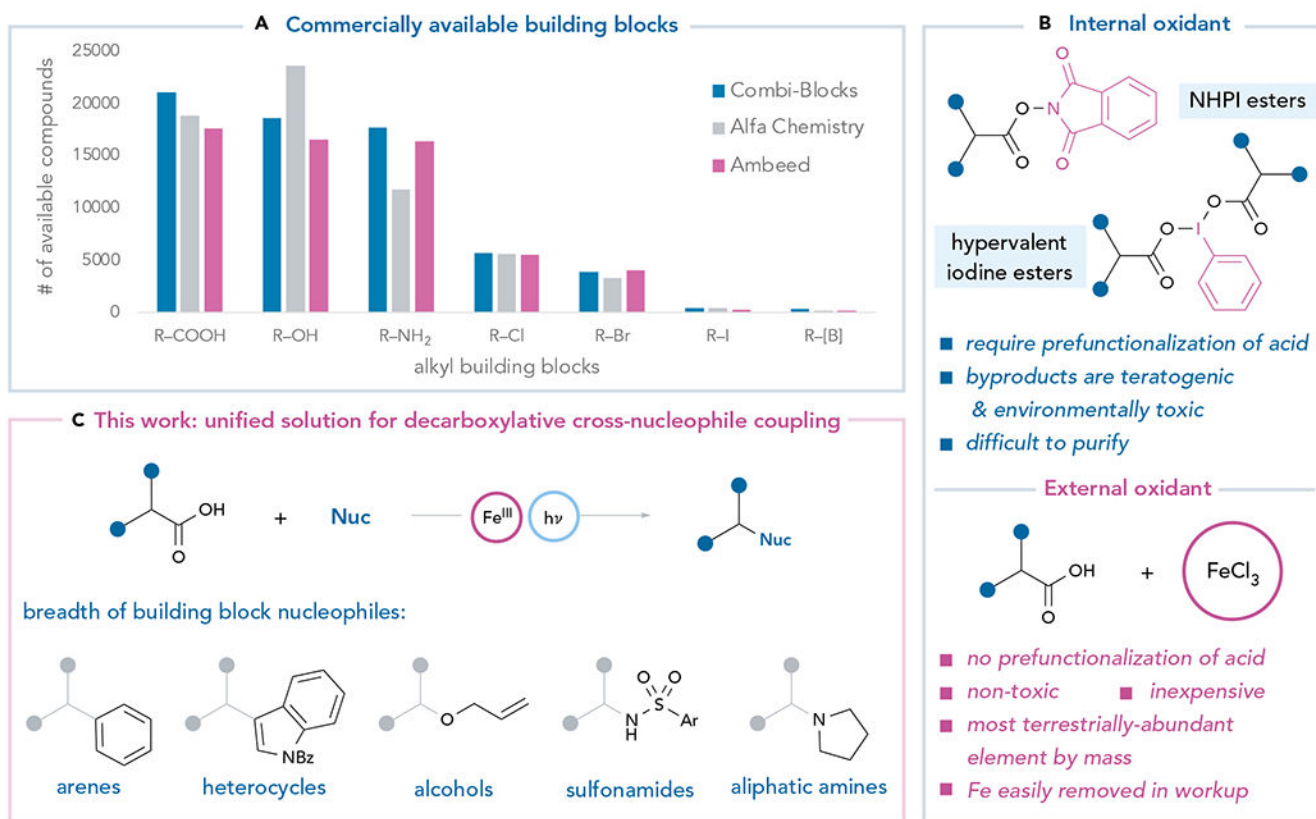 A Commercially available building blocks
25000
20000
15000
10000
5000
0
# of available compounds
Combi-Blocks
Alfa Chemistry
Ambeed
R–COOH R–OH R–NH₂ R–Cl R–Br R–I R–[B]
alkyl building blocks
B Internal oxidant
O
O N
O
O
NHPI esters
O
O
O I
O
hypervalent
iodine esters
require prefunctionalization of acid
byproducts are teratogenic
& environmentally toxic
difficult to purify
External oxidant
OH
O
+
FeCl₃
no prefunctionalization of acid
non-toxic inexpensive
most terrestrially-abundant
element by mass
Fe easily removed in workup
C This work: unified solution for decarboxylative cross-nucleophile coupling
OH
O
+ Nuc Feᴵᴵᴵ hν
Nuc
breadth of building block nucleophiles:
arenes
NBz
heterocycles
O
alcohols
O O
S
N Ar
H
sulfonamides
N
aliphatic amines